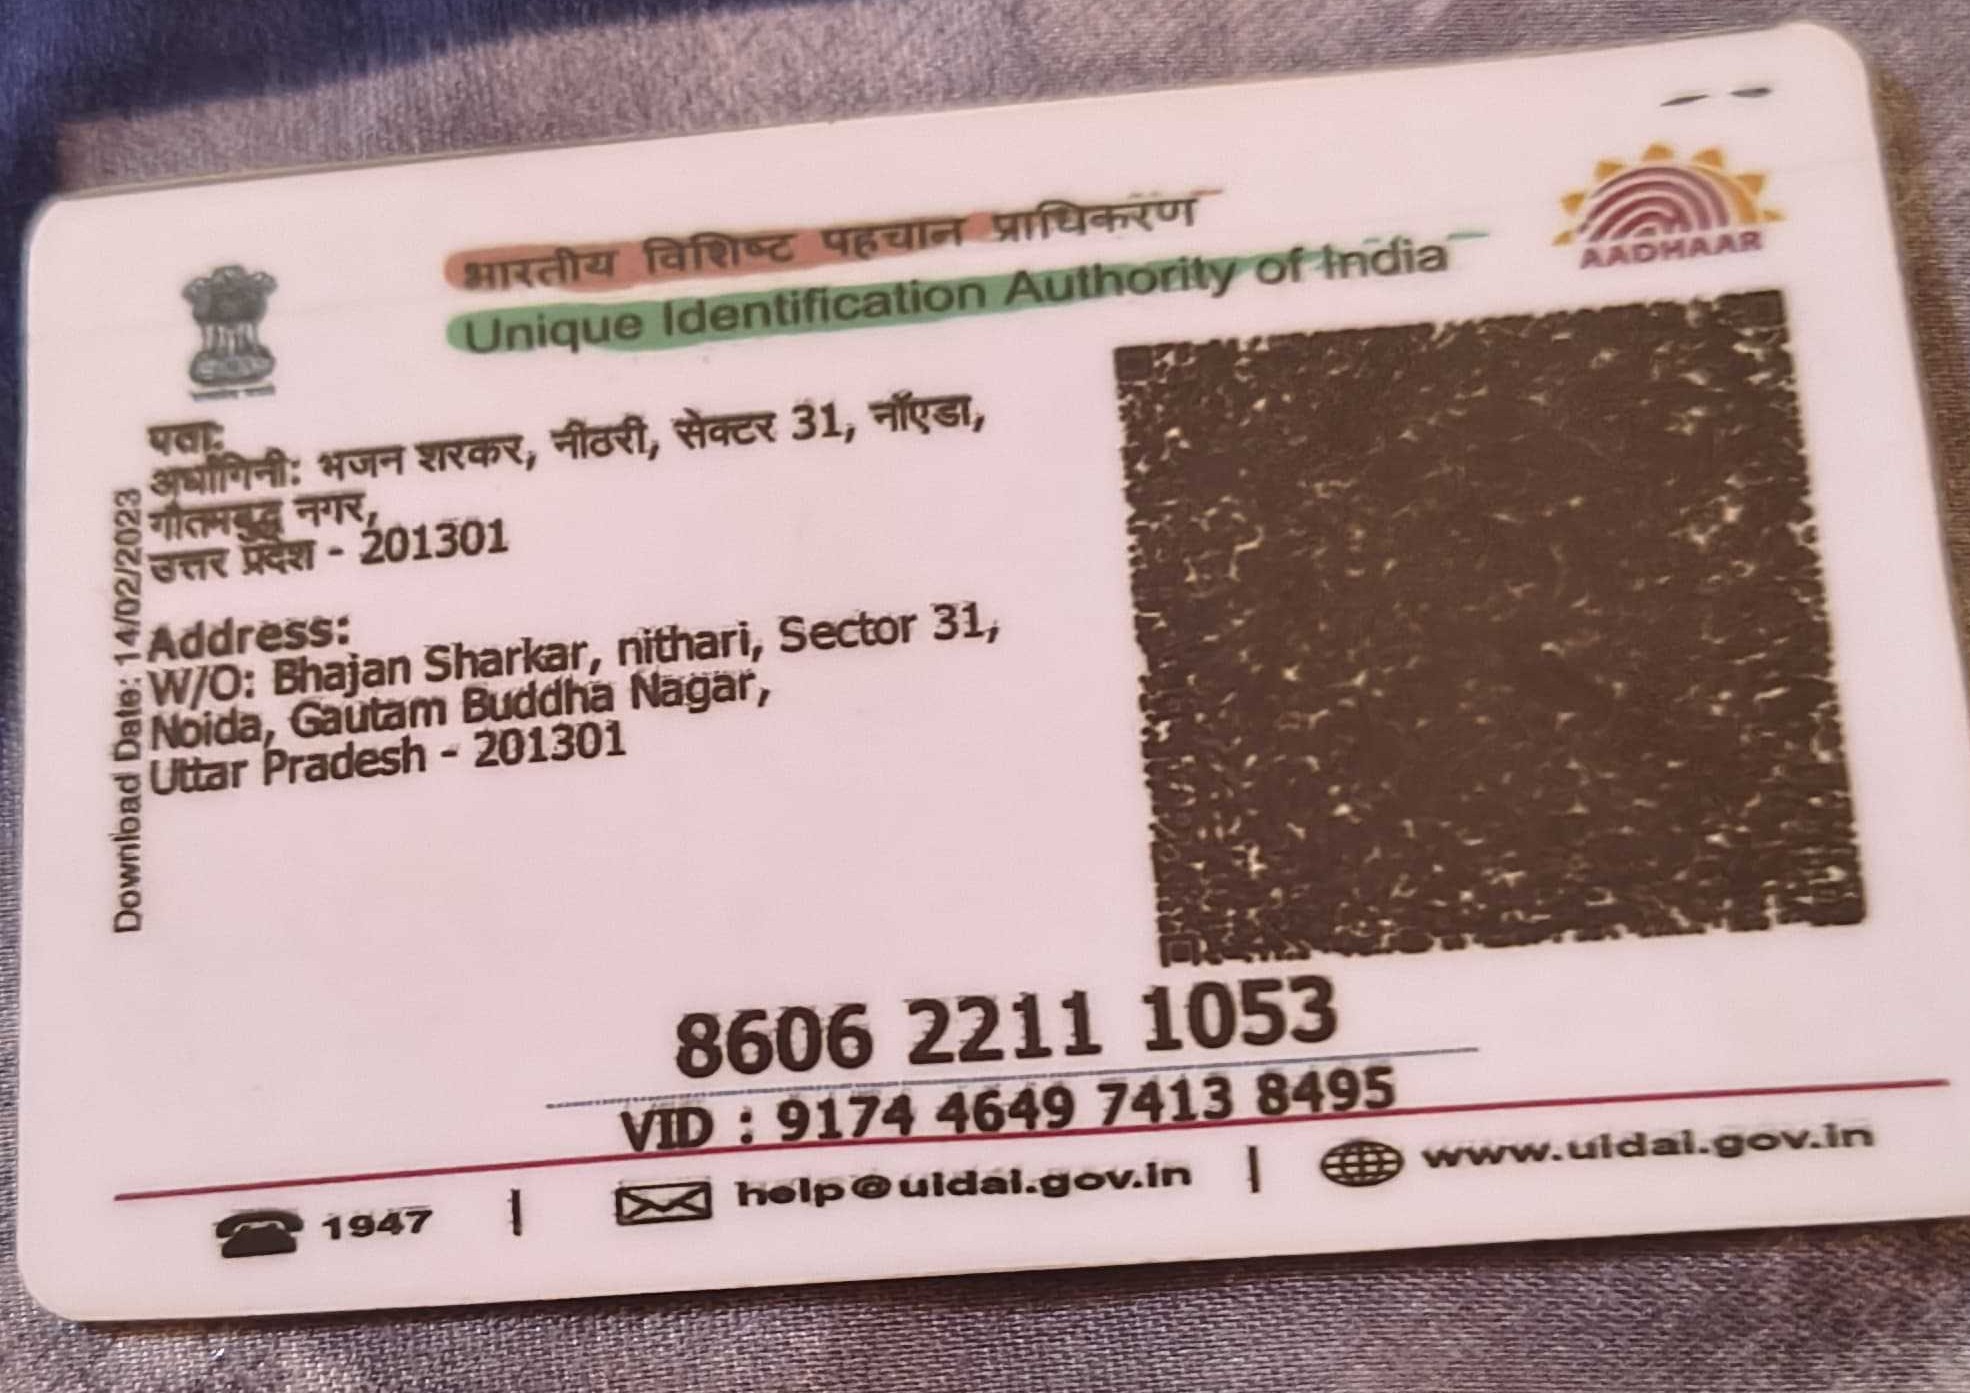 भारतीय विशिष्ट पहचान प्राधिकरण
Unique Identification Authority of India
AADHAAR
पता:
अर्धांगिनी: भजन शरकर, नीठरी, सेक्टर 31, नॉएडा,
गौतमबुद्ध नगर,
उत्तर प्रदेश - 201301
Address:
W/O: Bhajan Sharkar, nithari, Sector 31,
Noida, Gautam Buddha Nagar,
Uttar Pradesh - 201301
Download Date: 14/02/2023
8606 2211 1053
VID : 9174 4649 7413 8495
1947 | help@uidai.gov.in | www.uidai.gov.in